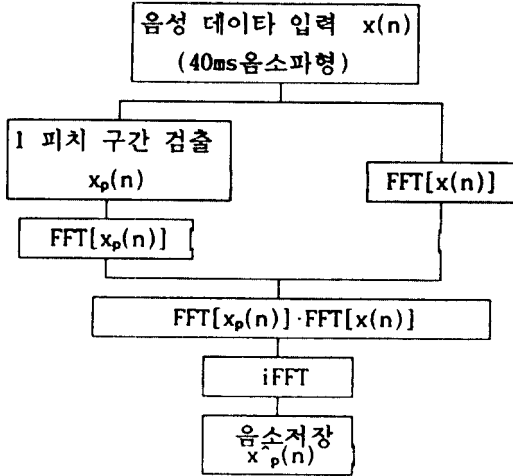 음성 데이타 입력 x(n)
(40ms음소파형)
1 피치 구간 검출
xₚ(n)
FFT[x(n)]
FFT[xₚ(n)]
FFT[xₚ(n)]·FFT[x(n)]
iFFT
음소저장
x^ₚ(n)